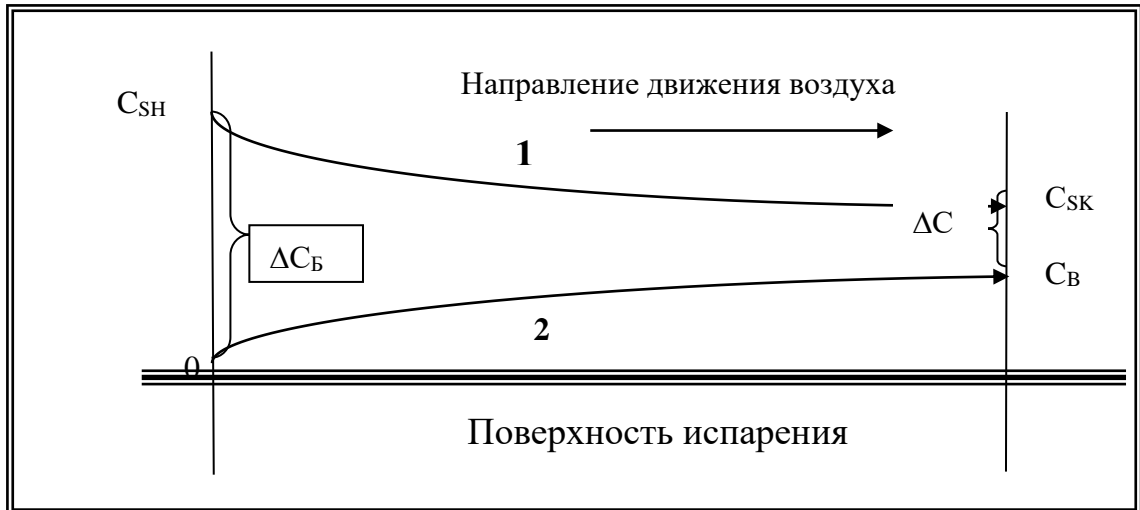 Направление движения воздуха
C_SH
1
C_SK
ΔC
ΔC_Б
C_B
2
0
Поверхность испарения